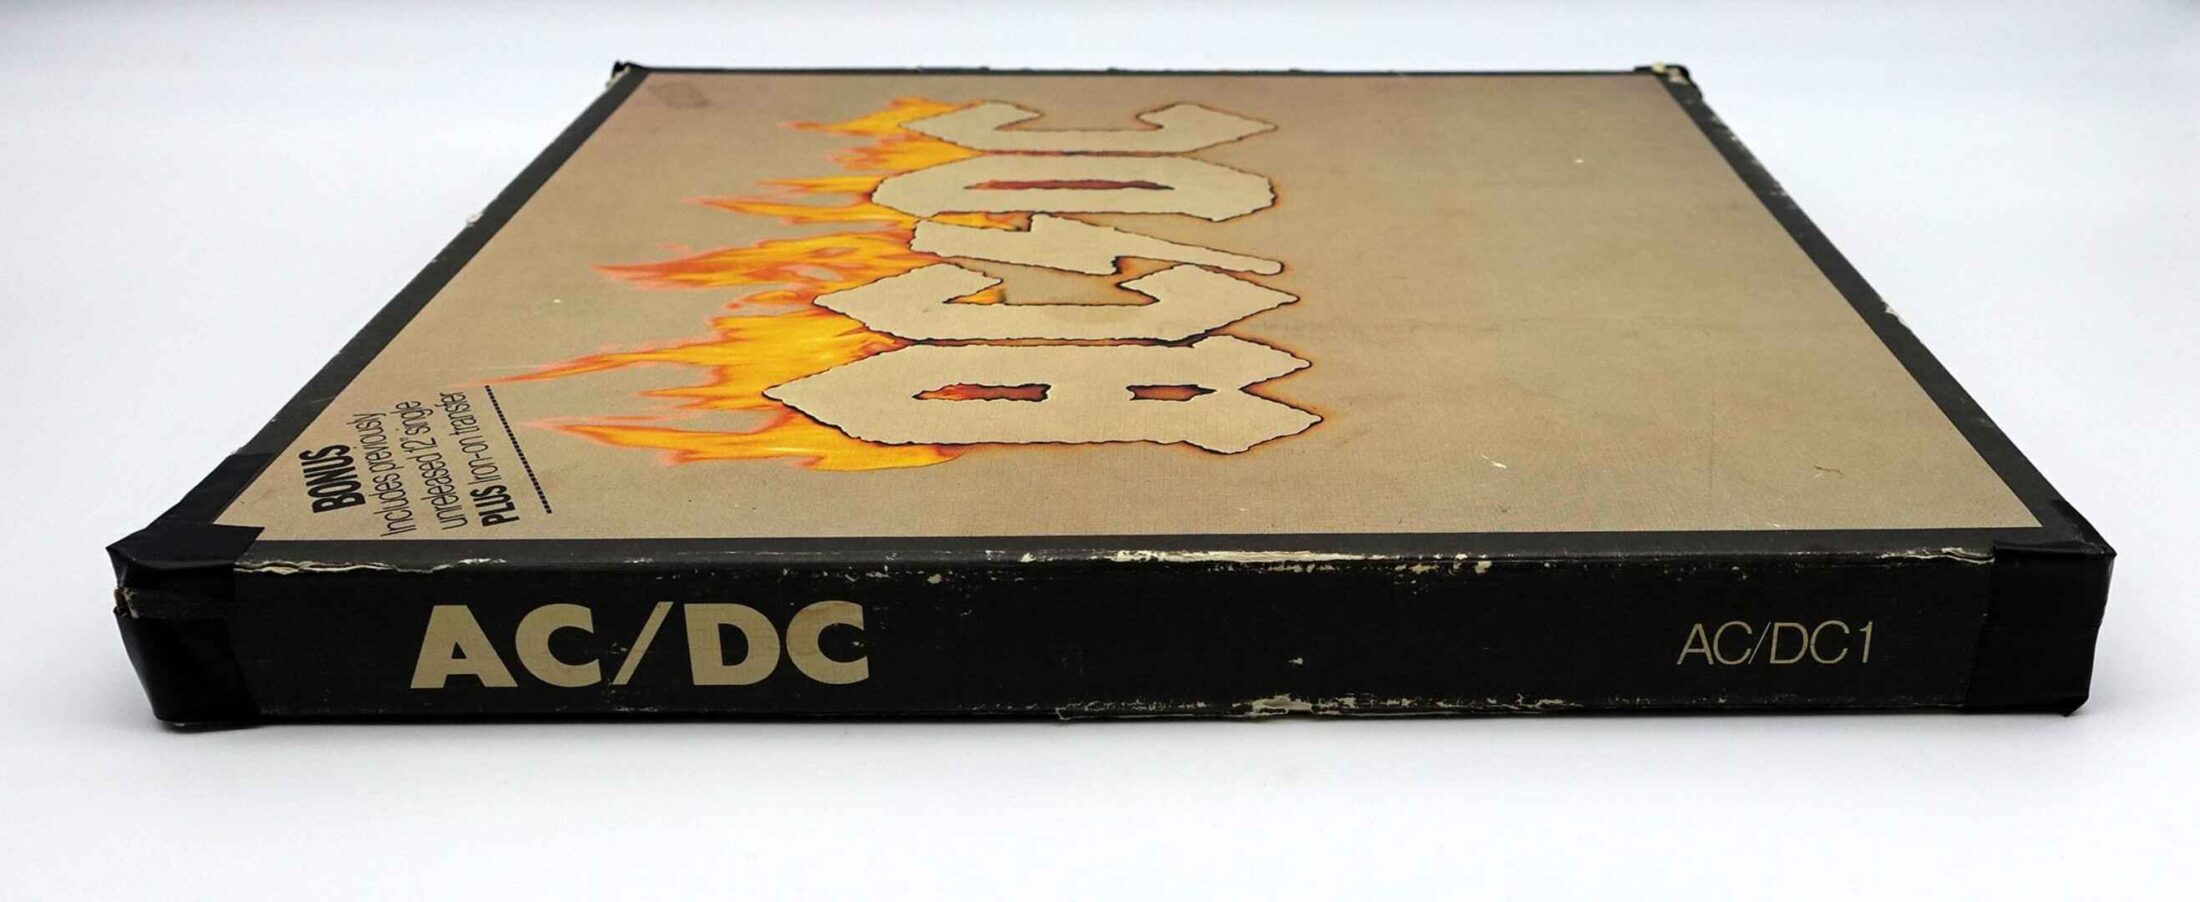 AC⚡DC
BONUS
Includes previously
unreleased 12" single
PLUS Iron-on transfer
AC/DC
AC/DC1